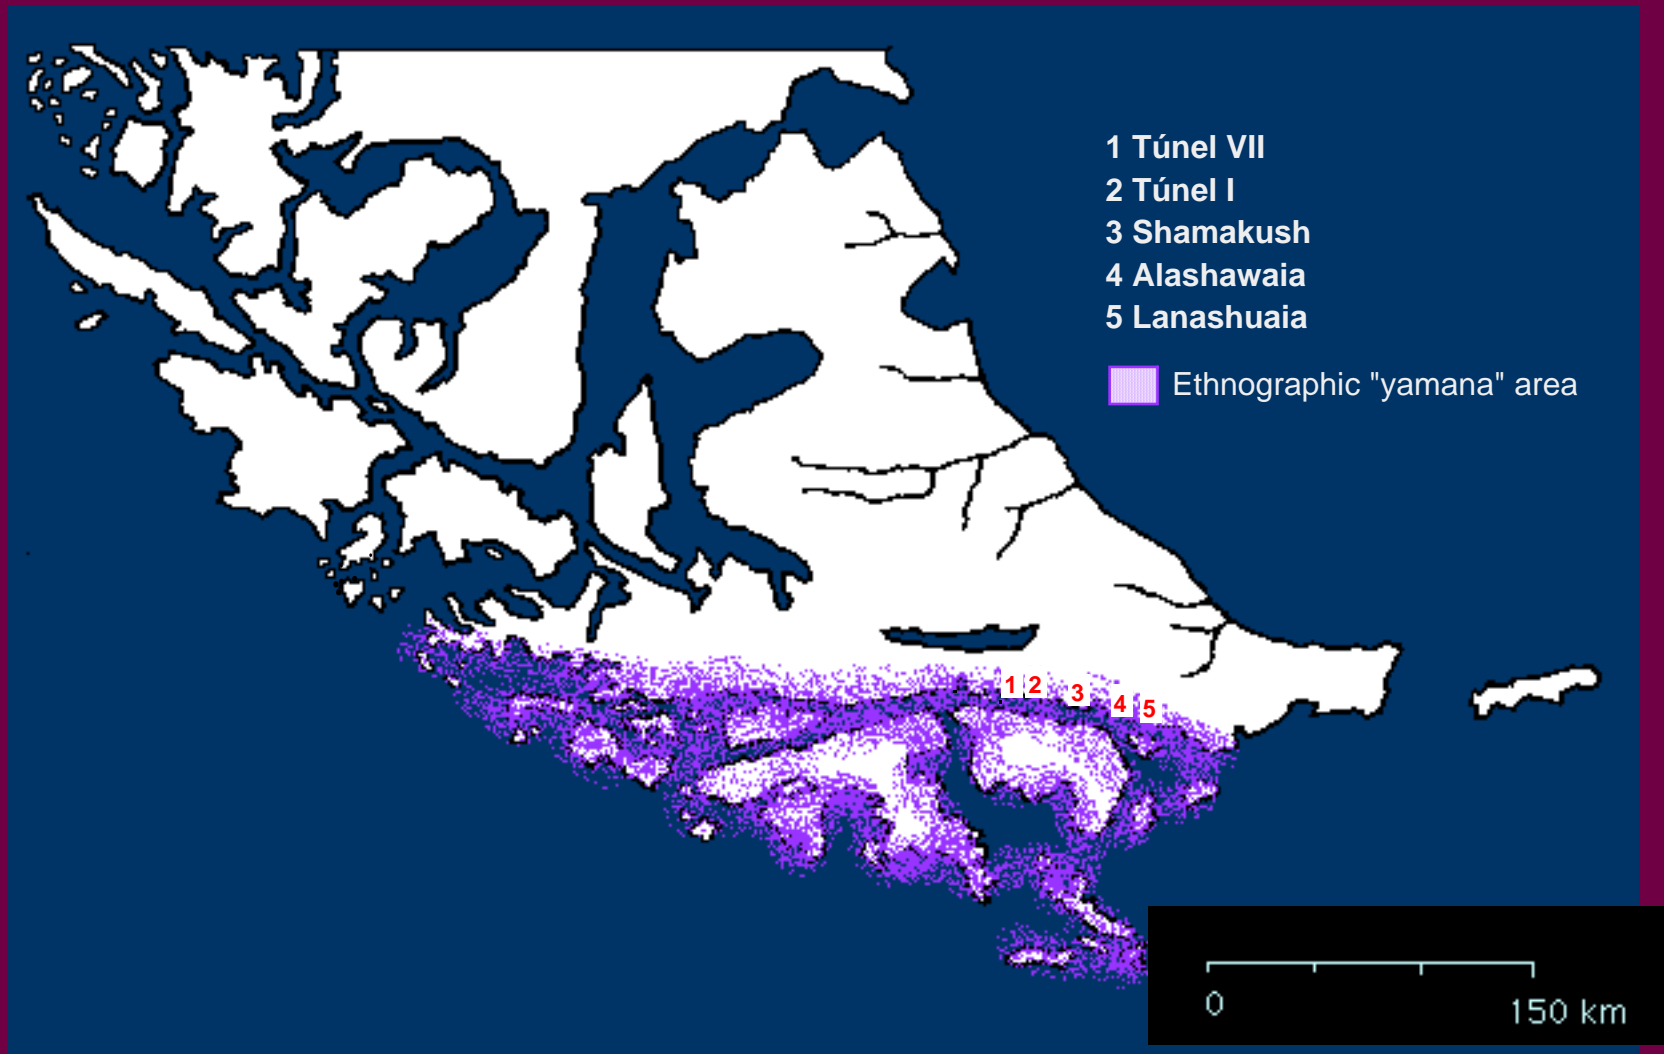 1 Túnel VII
2 Túnel I
3 Shamakush
4 Alashawaia
5 Lanashuaia
Ethnographic "yamana" area
1 2 3 4 5
0 150 km